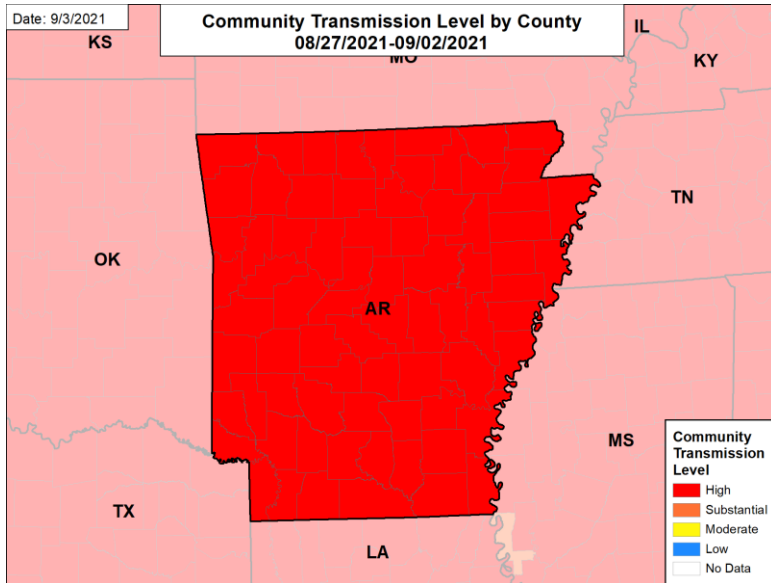 Date: 9/3/2021
Community Transmission Level by County
08/27/2021-09/02/2021
KS
MO
IL
KY
TN
OK
AR
MS
TX
LA
Community
Transmission
Level
High
Substantial
Moderate
Low
No Data